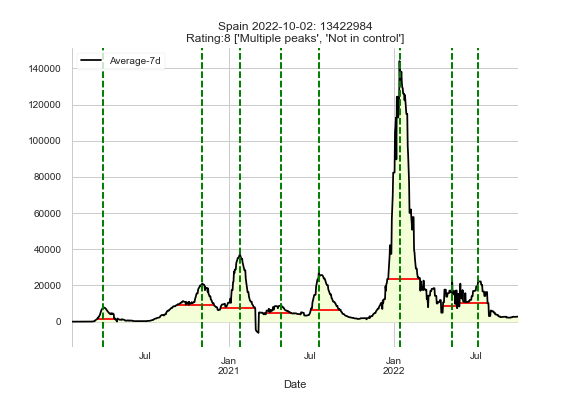 Spain 2022-10-02: 13422984
Rating:8 ['Multiple peaks', 'Not in control']
Average-7d
140000
120000
100000
80000
60000
40000
20000
0
Jul
Jan
2021
Jul
Jan
2022
Jul
Date